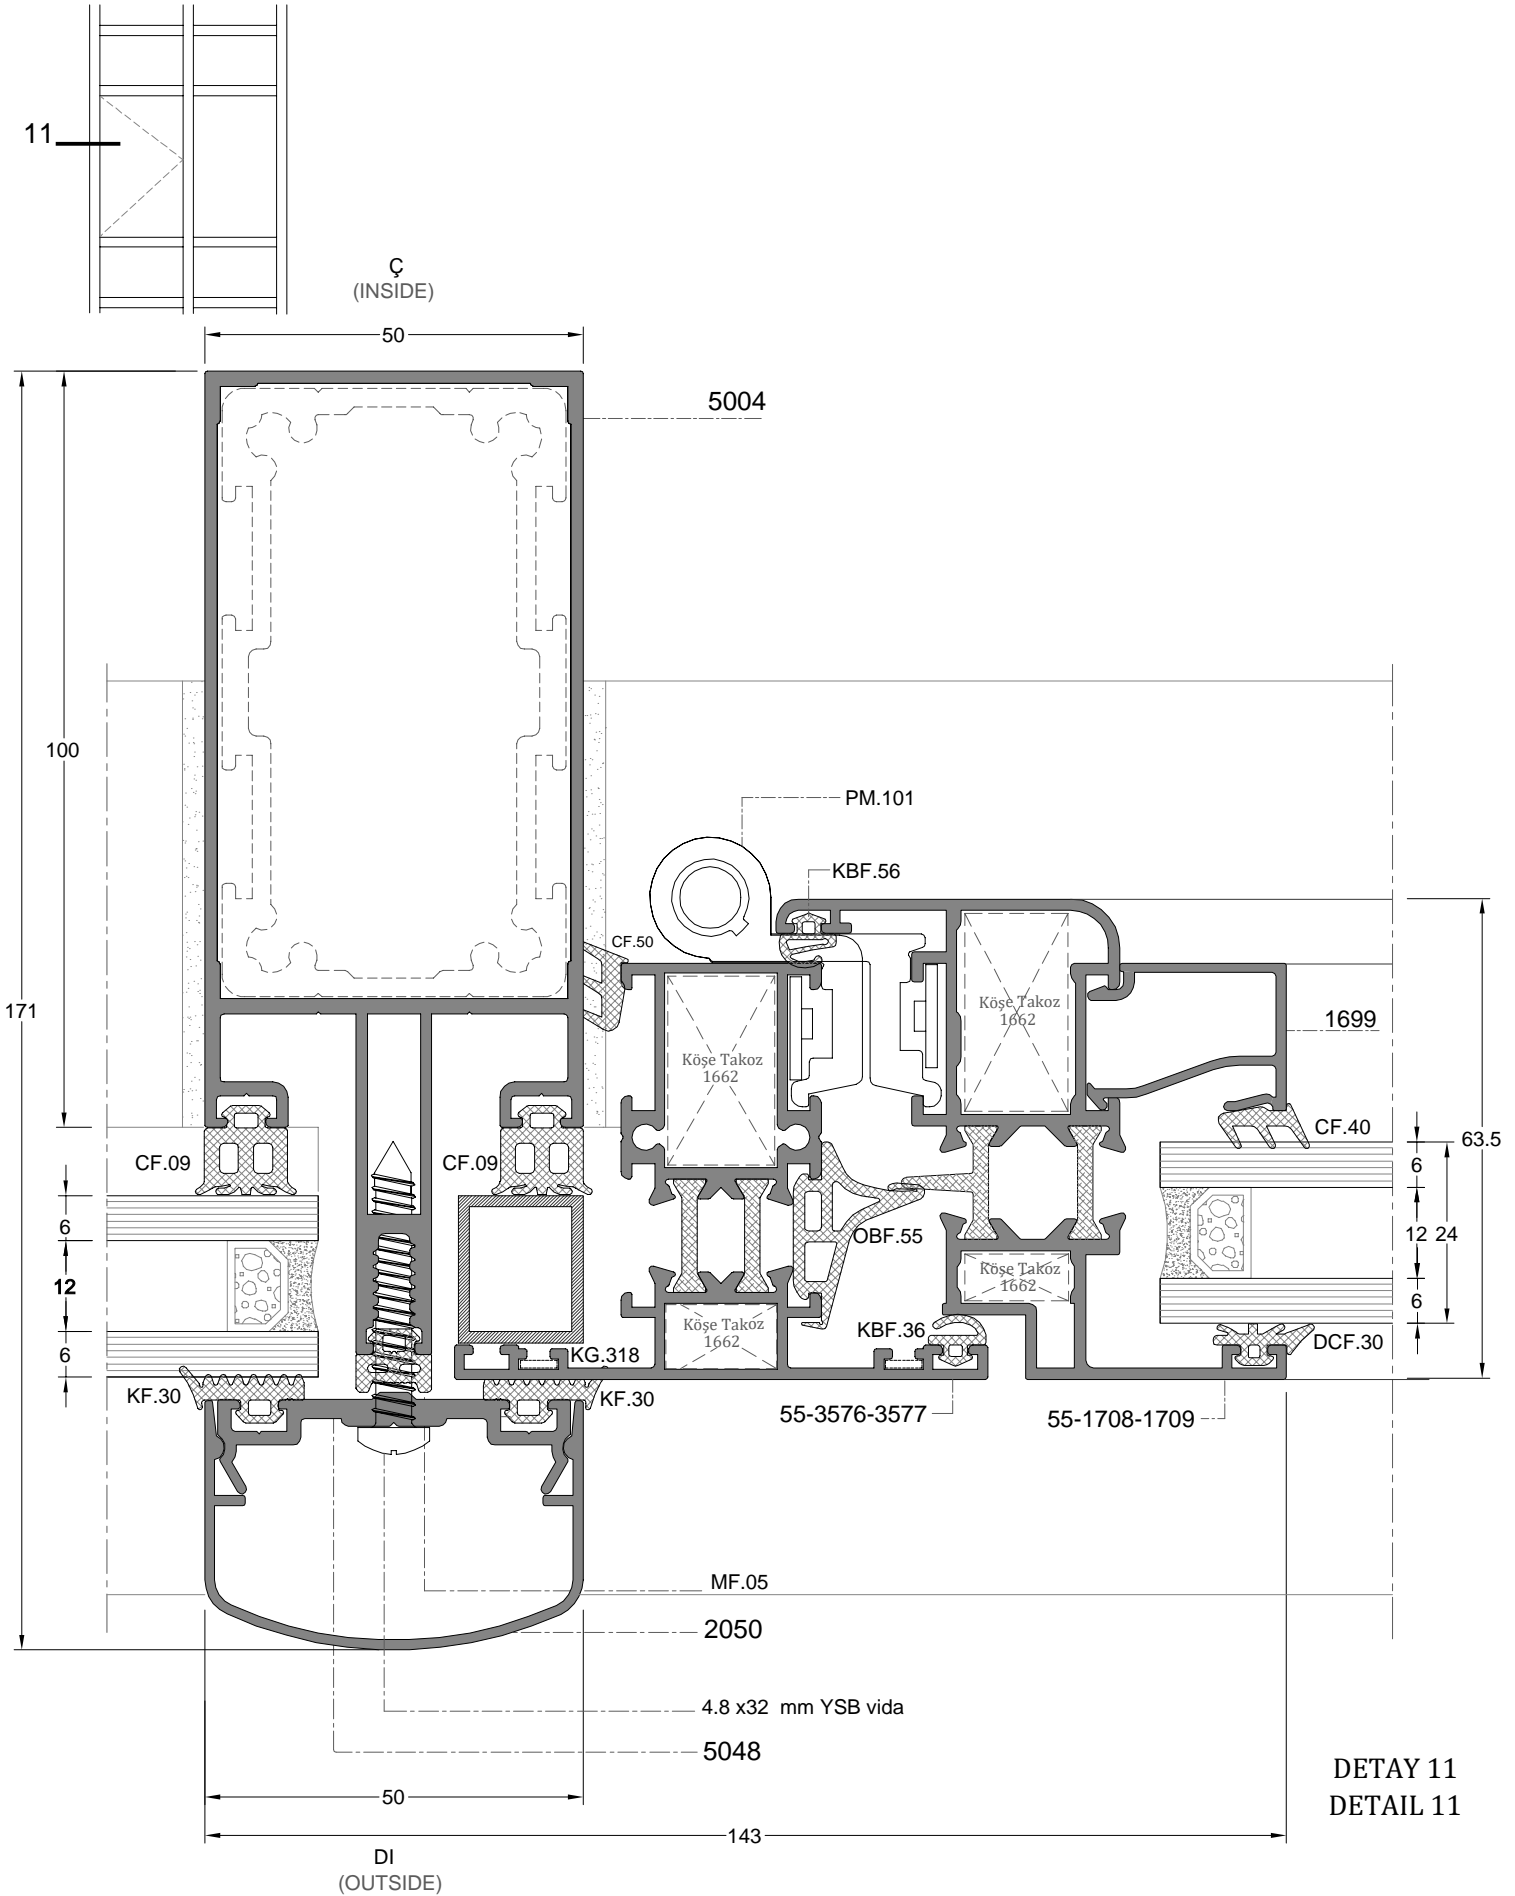 11
Ç
(INSIDE)
50
5004
100
171
PM.101
KBF.56
CF.50
Köşe Takoz
1662
Köşe Takoz
1662
1699
CF.09
CF.09
CF.40
63.5
6
12
24
6
6
12
6
OBF.55
Köşe Takoz
1662
Köşe Takoz
1662
KBF.36
DCF.30
KG.318
KF.30
KF.30
55-3576-3577
55-1708-1709
MF.05
2050
4.8 x32 mm YSB vida
5048
50
143
DETAY 11
DETAIL 11
DI
(OUTSIDE)